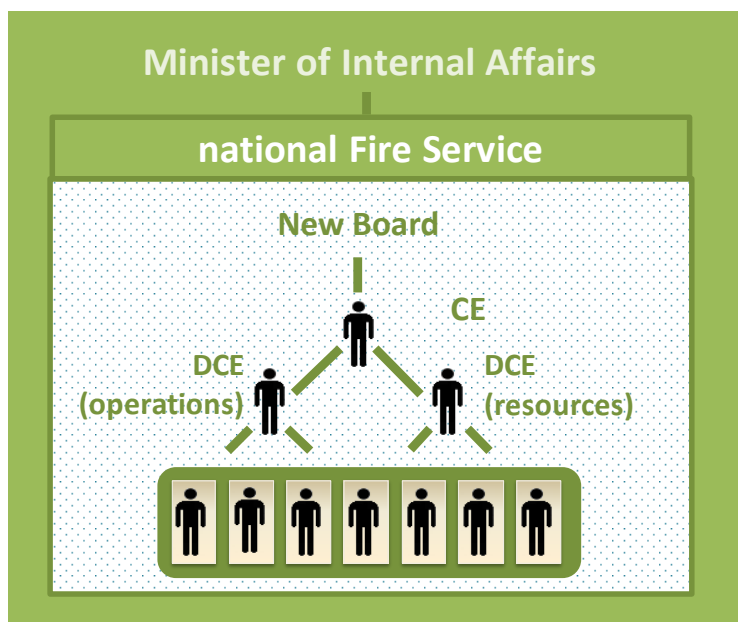 Minister of Internal Affairs
national Fire Service
New Board
CE
DCE
(operations)
DCE
(resources)